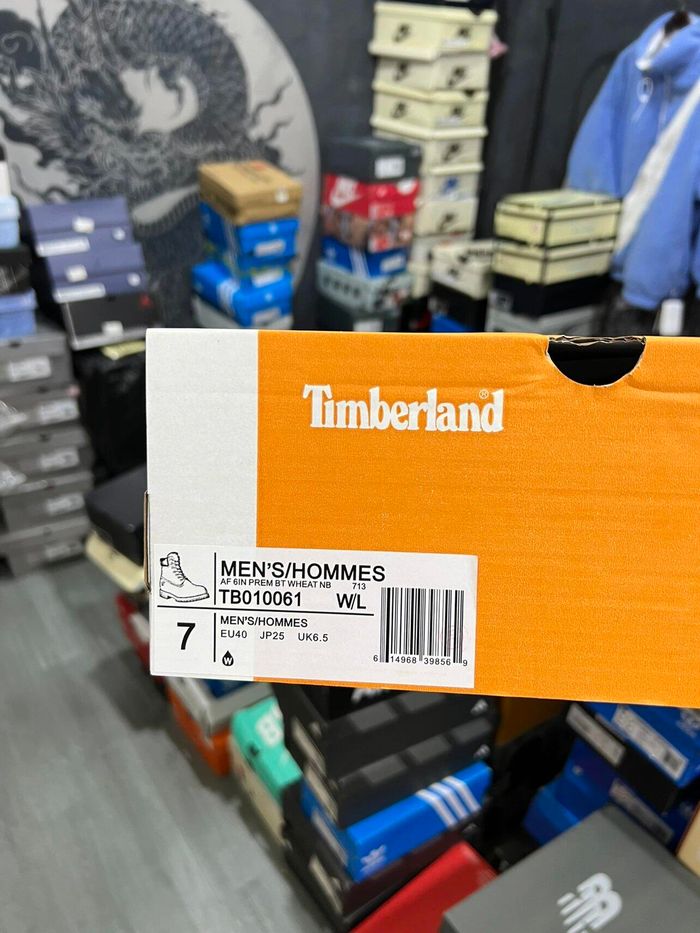 Timberland®
MEN'S/HOMMES
AF 6IN PREM BT WHEAT NB 713
TB010061 W/L
7
MEN'S/HOMMES
EU40 JP25 UK6.5
W
6 14968 39856 9